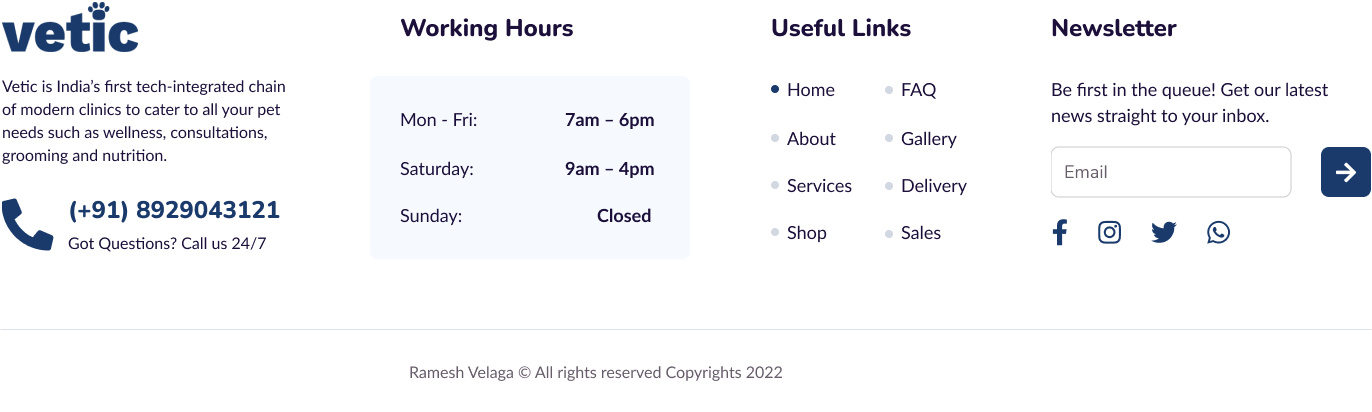 vetic
Vetic is India’s first tech-integrated chain
of modern clinics to cater to all your pet
needs such as wellness, consultations,
grooming and nutrition.
(+91) 8929043121
Got Questions? Call us 24/7
Working Hours
Mon - Fri: 7am – 6pm
Saturday: 9am – 4pm
Sunday: Closed
Useful Links
Home FAQ
About Gallery
Services Delivery
Shop Sales
Newsletter
Be first in the queue! Get our latest
news straight to your inbox.
Email
Ramesh Velaga © All rights reserved Copyrights 2022